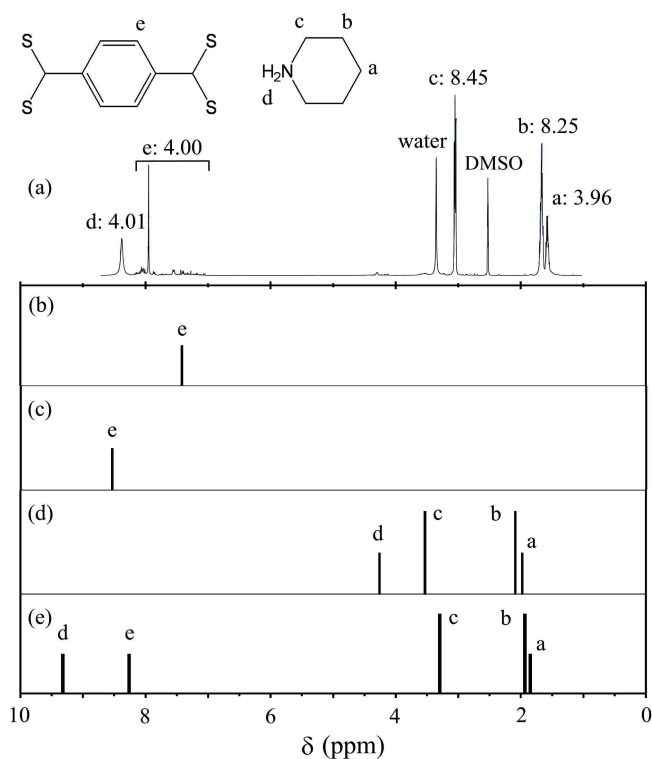 e
S
S
S
S
c
b
H2N
a
d
c: 8.45
b: 8.25
water
e: 4.00
DMSO
(a)
a: 3.96
d: 4.01
(b)
e
(c)
e
(d)
d
c
b
a
(e)
d
e
c
b
a
10
8
6
4
2
0
δ (ppm)